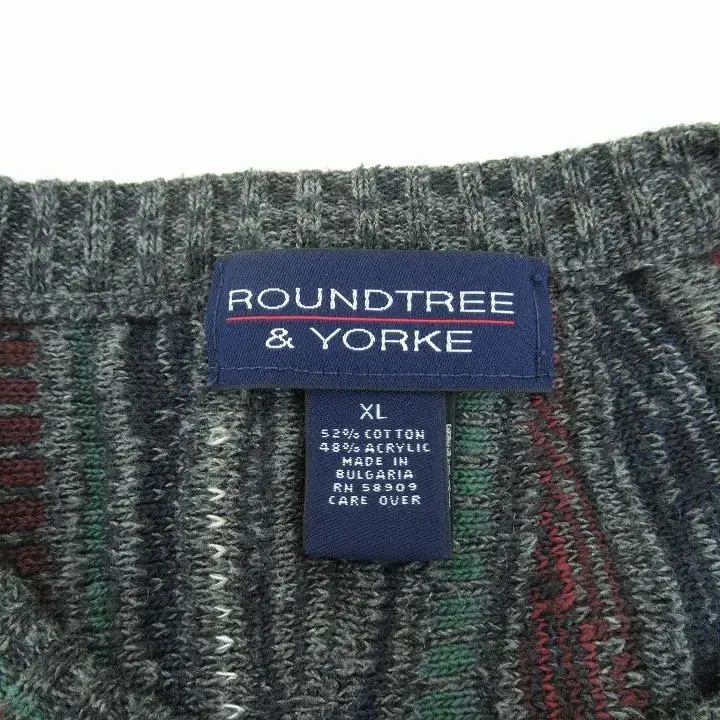 ROUNDTREE
& YORKE
XL
52% COTTON
48% ACRYLIC
MADE IN
BULGARIA
RN 58909
CARE OVER